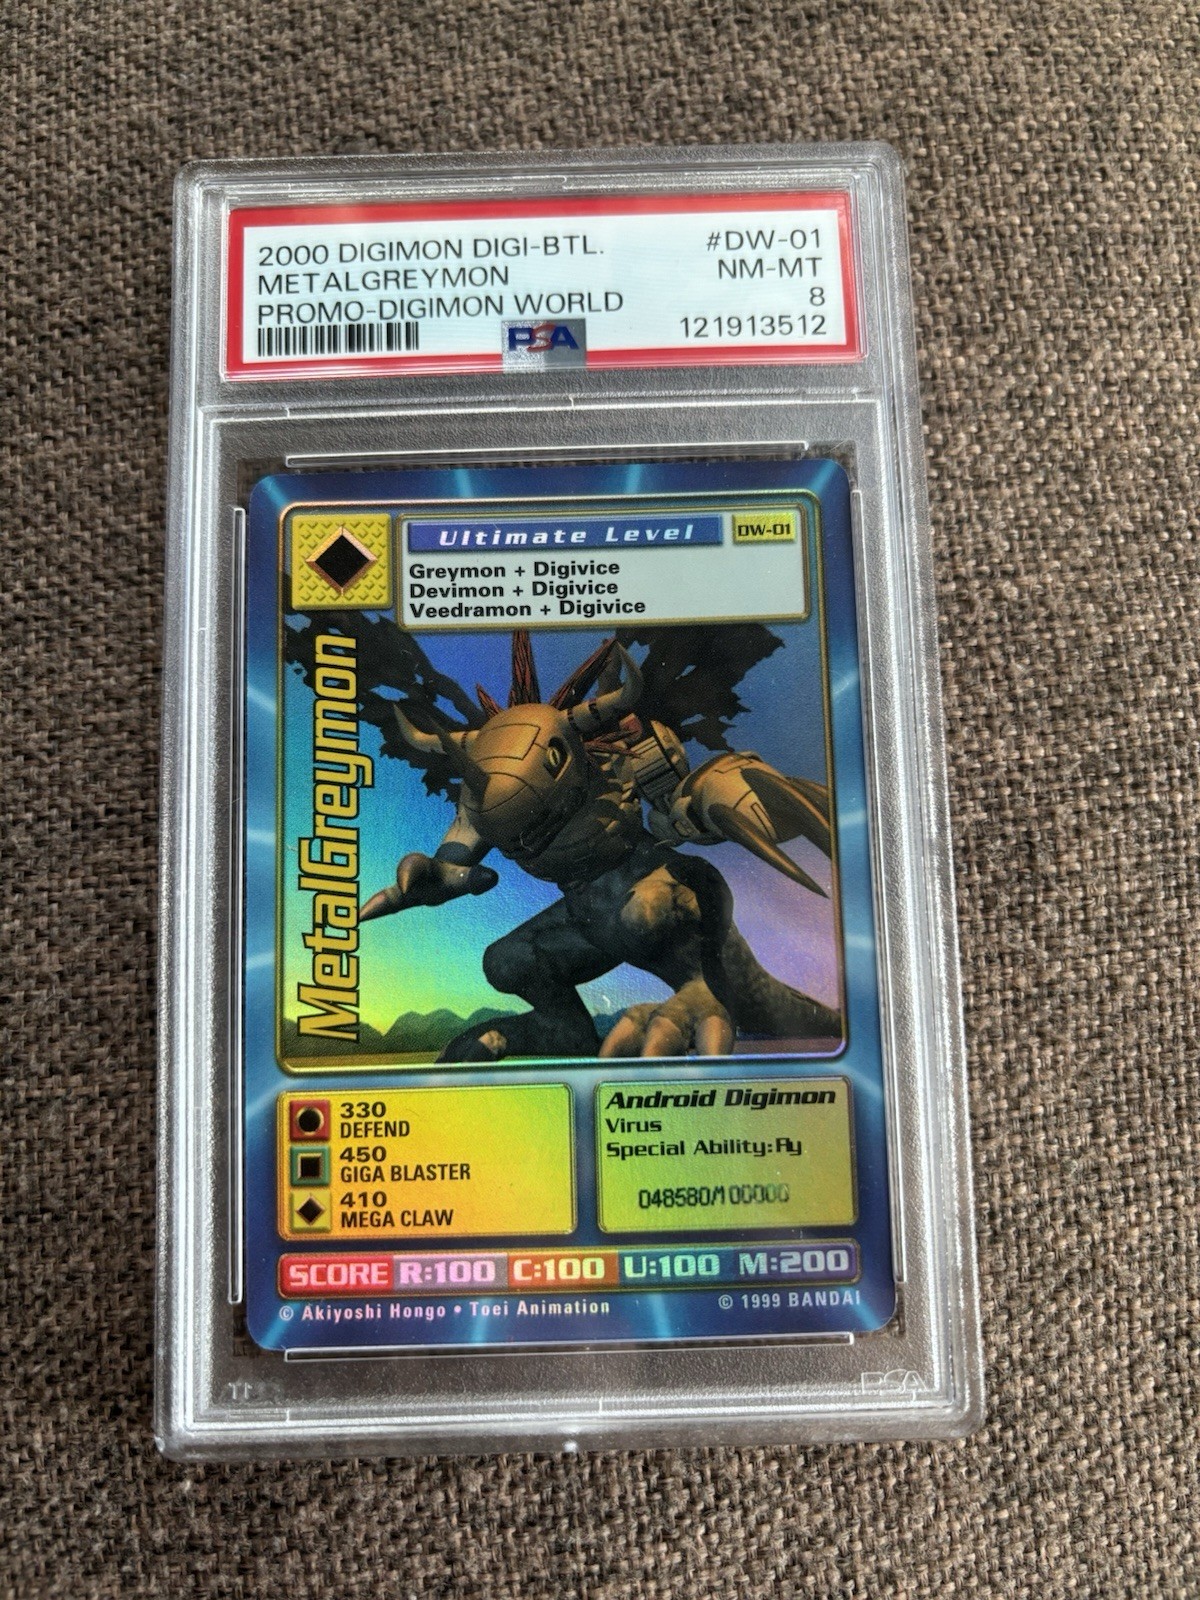 2000 DIGIMON DIGI-BTL. #DW-01
METALGREYMON NM-MT
PROMO-DIGIMON WORLD 8
PSA 121913512
Ultimate Level DW-01
Greymon + Digivice
Devimon + Digivice
Veedramon + Digivice
MetalGreymon
330
DEFEND
450
GIGA BLASTER
410
MEGA CLAW
Android Digimon
Virus
Special Ability:Ry
048580/100000
SCORE R:100 C:100 U:100 M:200
© Akiyoshi Hongo • Toei Animation © 1999 BANDAI
PSA